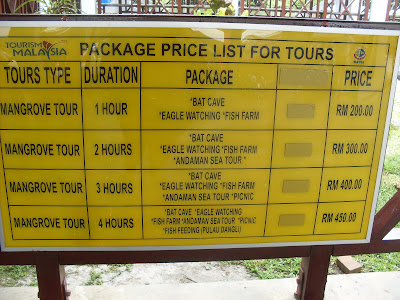 TOURISM
MALAYSIA
PACKAGE PRICE LIST FOR TOURS
TOURS TYPE DURATION PACKAGE PRICE
MANGROVE TOUR 1 HOUR *BAT CAVE
*EAGLE WATCHING *FISH FARM RM 200.00
MANGROVE TOUR 2 HOURS *BAT CAVE
*EAGLE WATCHING *FISH FARM
*ANDAMAN SEA TOUR * RM 300.00
MANGROVE TOUR 3 HOURS *BAT CAVE
*EAGLE WATCHING *FISH FARM
*ANDAMAN SEA TOUR *PICNIC RM 400.00
MANGROVE TOUR 4 HOURS *BAT CAVE *EAGLE WATCHING
*FISH FARM *ANDAMAN SEA TOUR *PICNIC
*FISH FEEDING (PULAU DANGLI) RM 450.00